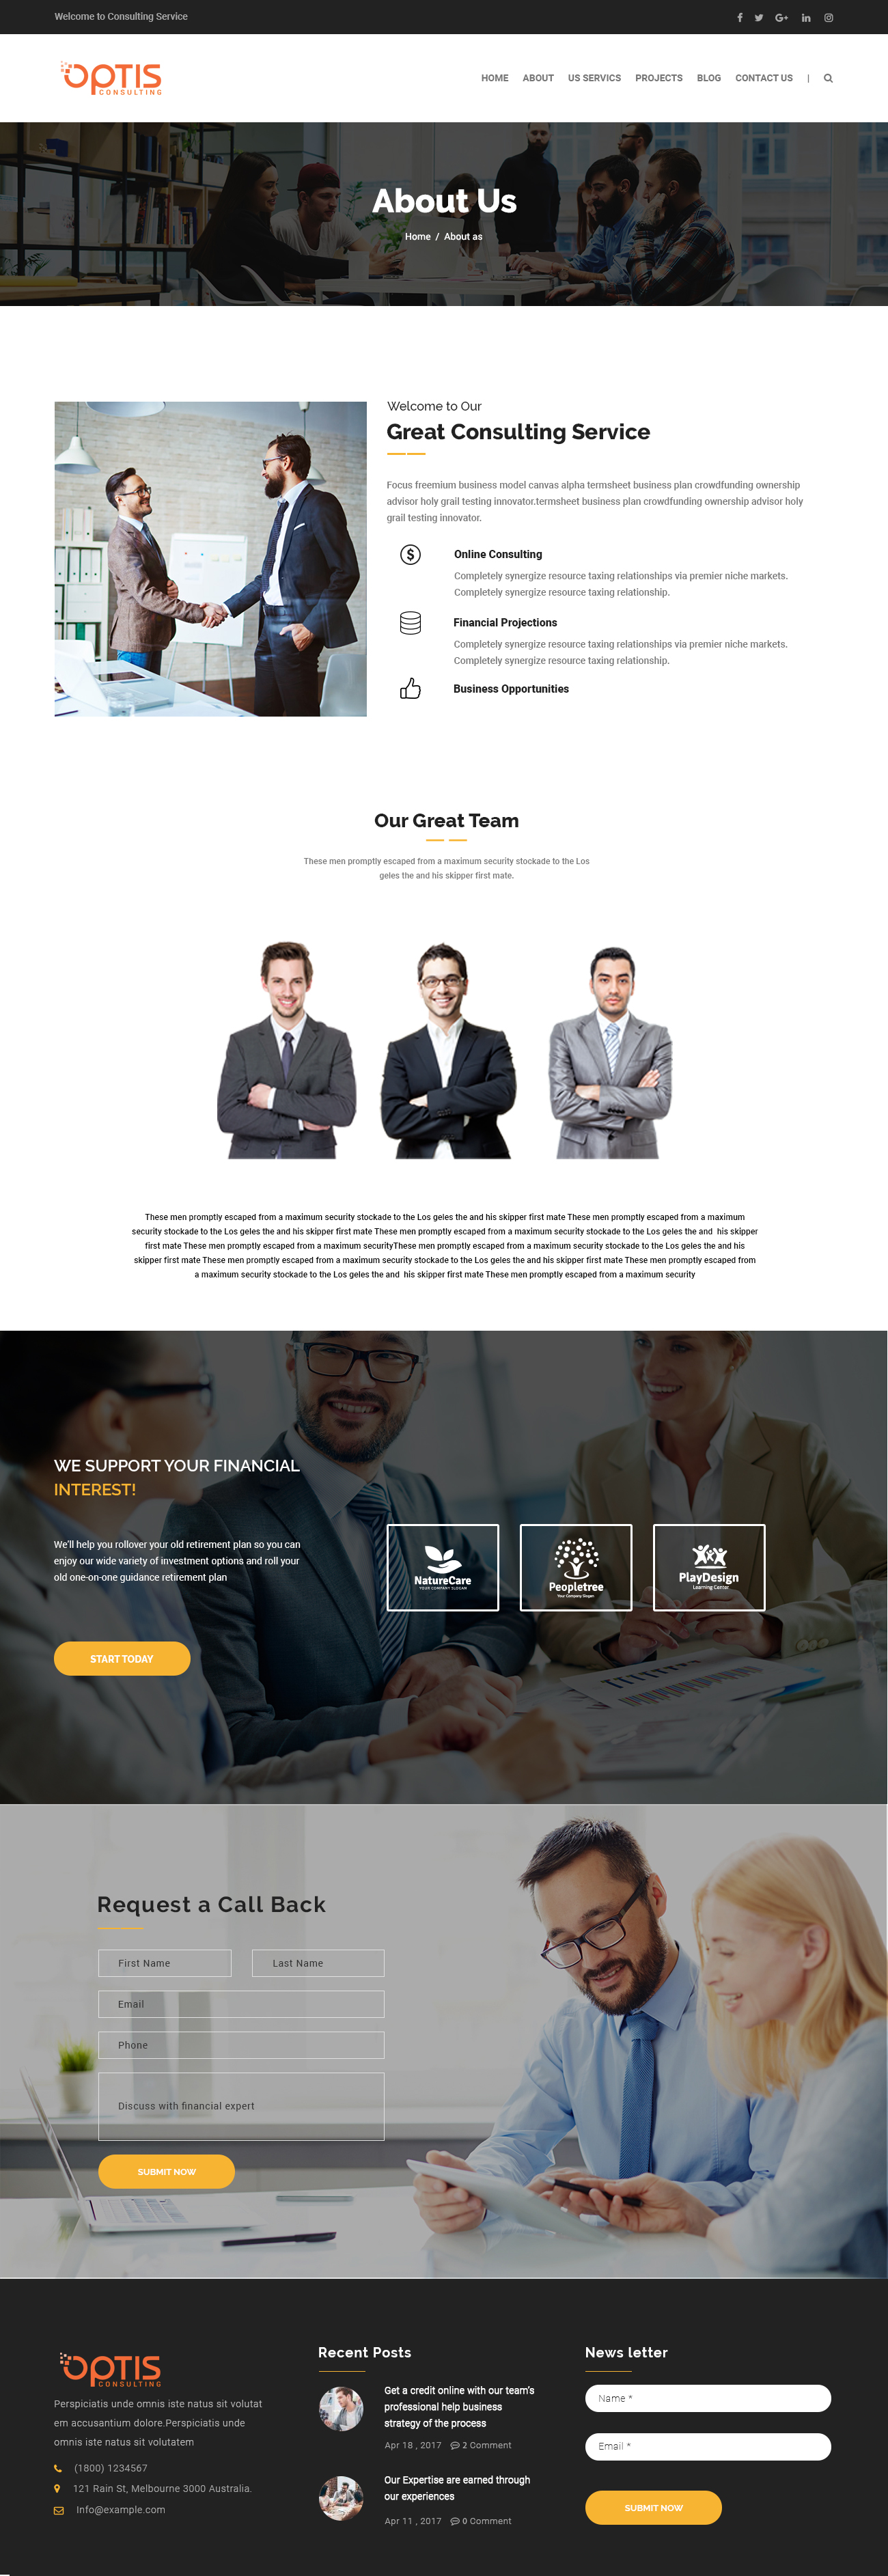 Welcome to Consulting Service
OPTIS
CONSULTING
HOME ABOUT US SERVICES PROJECTS BLOG CONTACT US |
About Us
Home / About as
Welcome to Our
Great Consulting Service
Focus freemium business model canvas alpha termsheet business plan crowdfunding ownership
advisor holy grail testing innovator.termsheet business plan crowdfunding ownership advisor holy
grail testing innovator.
Online Consulting
Completely synergize resource taxing relationships via premier niche markets.
Completely synergize resource taxing relationship.
Financial Projections
Completely synergize resource taxing relationships via premier niche markets.
Completely synergize resource taxing relationship.
Business Opportunities
Our Great Team
These men promptly escaped from a maximum security stockade to the Los
geles the and his skipper first mate.
These men promptly escaped from a maximum security stockade to the Los geles the and his skipper first mate These men promptly escaped from a maximum
security stockade to the Los geles the and his skipper first mate These men promptly escaped from a maximum security stockade to the Los geles the and his skipper
first mate These men promptly escaped from a maximum securityThese men promptly escaped from a maximum security stockade to the Los geles the and his
skipper first mate These men promptly escaped from a maximum security stockade to the Los geles the and his skipper first mate These men promptly escaped from
a maximum security stockade to the Los geles the and his skipper first mate These men promptly escaped from a maximum security
WE SUPPORT YOUR FINANCIAL
INTEREST!
We'll help you rollover your old retirement plan so you can
enjoy our wide variety of investment options and roll your
old one-on-one guidance retirement plan
START TODAY
NatureCare
YOUR COMPANY SLOGAN
Peopletree
Your Company Slogan
PlayDesign
Learning Center
Request a Call Back
First Name
Last Name
Email
Phone
Discuss with financial expert
SUBMIT NOW
OPTIS
CONSULTING
Perspiciatis unde omnis iste natus sit volutat
em accusantium dolore.Perspiciatis unde
omnis iste natus sit volutatem
(1800) 1234567
121 Rain St, Melbourne 3000 Australia.
Info@example.com
Recent Posts
Get a credit online with our team's
professional help business
strategy of the process
Apr 18 , 2017 2 Comment
Our Expertise are earned through
our experiences
Apr 11 , 2017 0 Comment
News letter
Name *
Email *
SUBMIT NOW